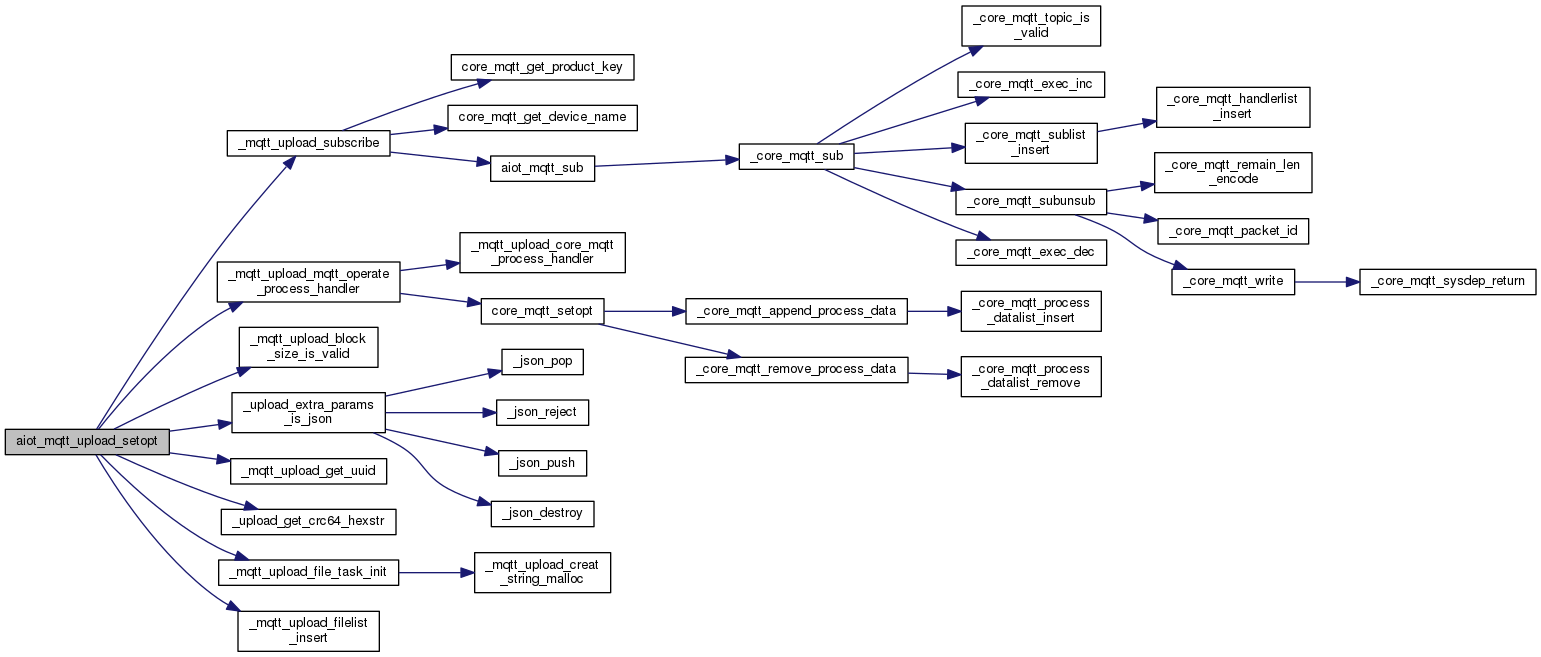 _core_mqtt_topic_is
_valid
core_mqtt_get_product_key
_core_mqtt_exec_inc
_core_mqtt_handlerlist
_insert
core_mqtt_get_device_name
_mqtt_upload_subscribe
_core_mqtt_sublist
_insert
_core_mqtt_sub
aiot_mqtt_sub
_core_mqtt_remain_len
_encode
_core_mqtt_subunsub
_core_mqtt_packet_id
_mqtt_upload_core_mqtt
_process_handler
_core_mqtt_exec_dec
_mqtt_upload_mqtt_operate
_process_handler
_core_mqtt_write
_core_mqtt_sysdep_return
core_mqtt_setopt
_core_mqtt_append_process_data
_core_mqtt_process
_datalist_insert
_mqtt_upload_block
_size_is_valid
_json_pop
_core_mqtt_remove_process_data
_core_mqtt_process
_datalist_remove
_upload_extra_params
_is_json
_json_reject
aiot_mqtt_upload_setopt
_json_push
_mqtt_upload_get_uuid
_json_destroy
_upload_get_crc64_hexstr
_mqtt_upload_file_task_init
_mqtt_upload_creat
_string_malloc
_mqtt_upload_filelist
_insert